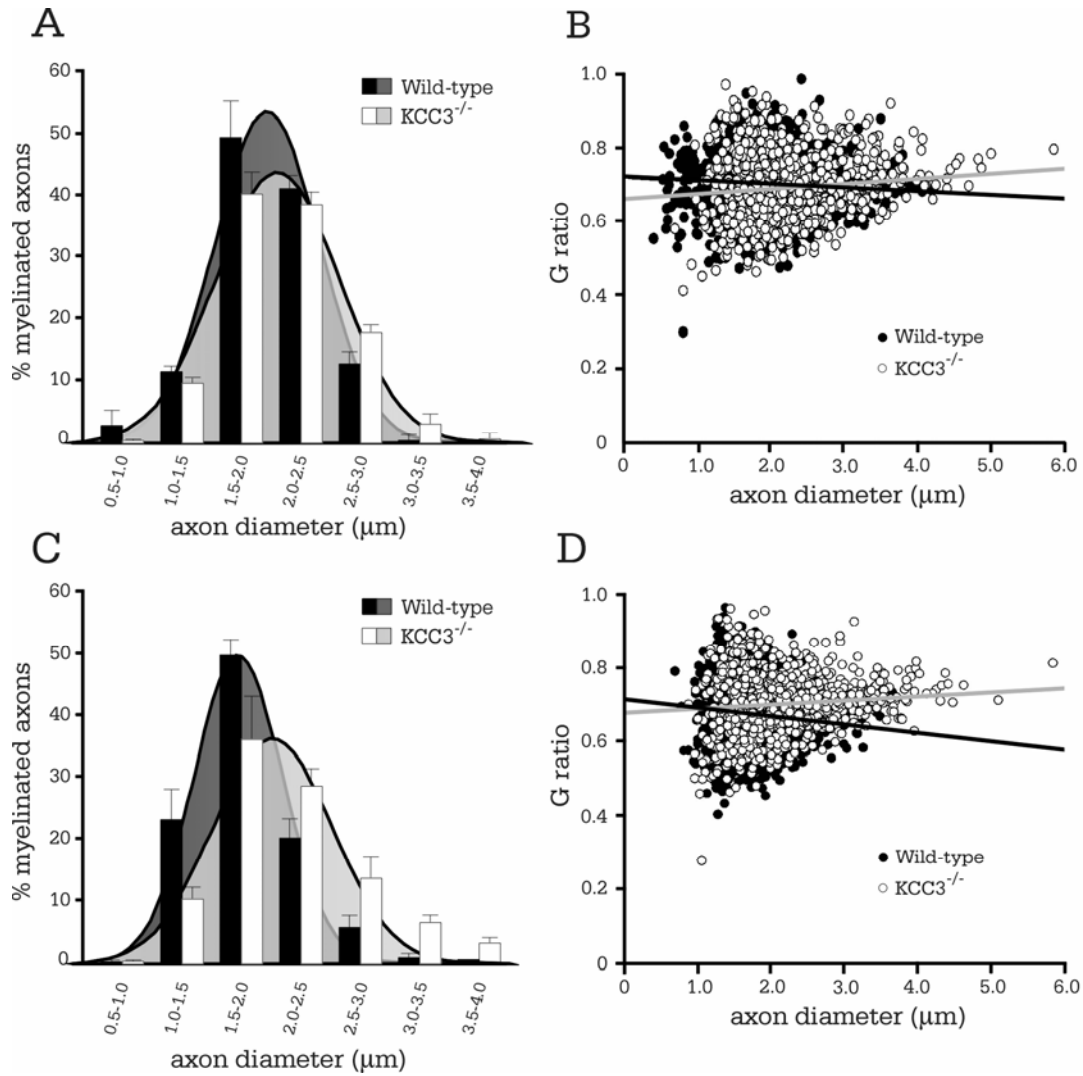 A
% myelinated axons
60
50
40
30
20
10
0
Wild-type
KCC3-/-
0.5-1.0
1.0-1.5
1.5-2.0
2.0-2.5
2.5-3.0
3.0-3.5
3.5-4.0
axon diameter (μm)
B
G ratio
1.0
0.8
0.6
0.4
0.2
0
Wild-type
KCC3-/-
0
1.0
2.0
3.0
4.0
5.0
6.0
axon diameter (μm)
C
% myelinated axons
60
50
40
30
20
10
0
Wild-type
KCC3-/-
0.5-1.0
1.0-1.5
1.5-2.0
2.0-2.5
2.5-3.0
3.0-3.5
3.5-4.0
axon diameter (μm)
D
G ratio
1.0
0.8
0.6
0.4
0.2
0
Wild-type
KCC3-/-
0
1.0
2.0
3.0
4.0
5.0
6.0
axon diameter (μm)